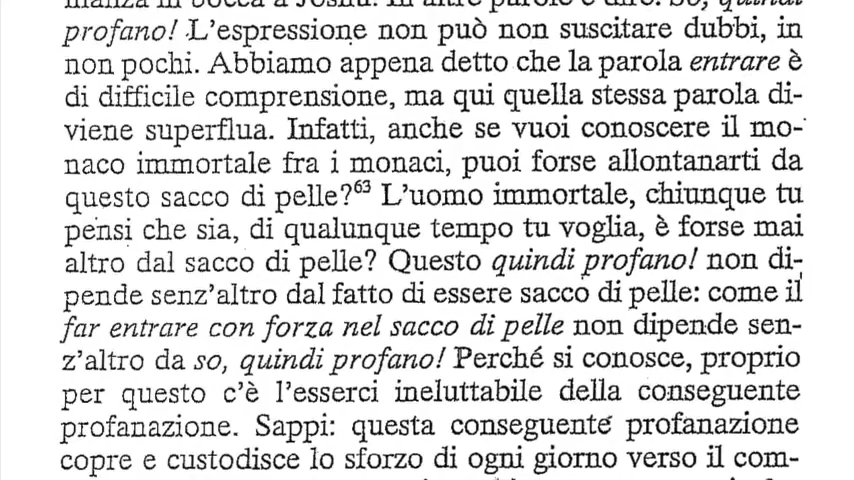 profano! L'espressione non può non suscitare dubbi, in
non pochi. Abbiamo appena detto che la parola entrare è
di difficile comprensione, ma qui quella stessa parola di-
viene superflua. Infatti, anche se vuoi conoscere il mo-
naco immortale fra i monaci, puoi forse allontanarti da
questo sacco di pelle?63 L'uomo immortale, chiunque tu
pensi che sia, di qualunque tempo tu voglia, è forse mai
altro dal sacco di pelle? Questo quindi profano! non di-
pende senz'altro dal fatto di essere sacco di pelle: come il
far entrare con forza nel sacco di pelle non dipende sen-
z'altro da so, quindi profano! Perché si conosce, proprio
per questo c'è l'esserci ineluttabile della conseguente
profanazione. Sappi: questa conseguente profanazione
copre e custodisce lo sforzo di ogni giorno verso il com-